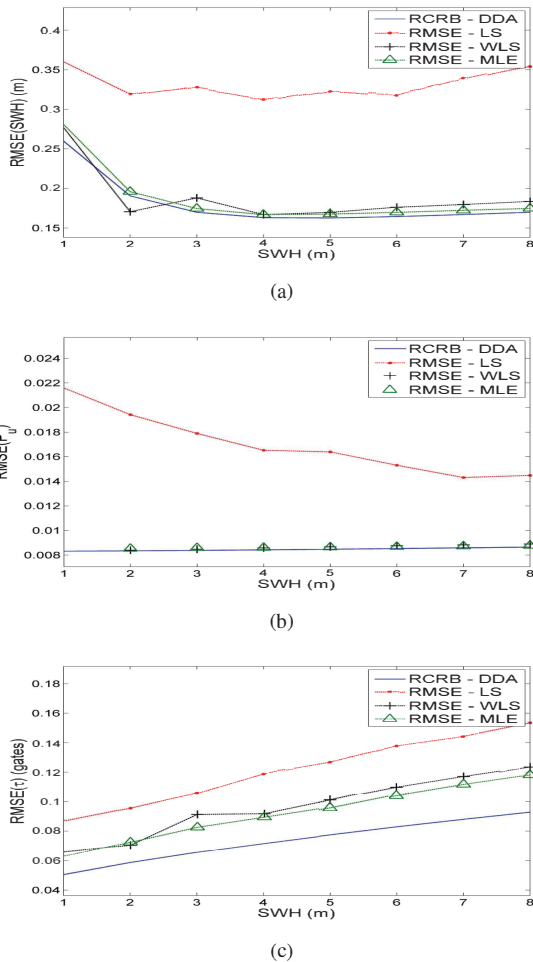 0.4
0.35
0.3
0.25
0.2
0.15
RMSE(SWH) (m)
RCRB - DDA
RMSE - LS
RMSE - WLS
RMSE - MLE
1 2 3 4 5 6 7 8
SWH (m)
(a)
0.024
0.022
0.02
0.018
0.016
0.014
0.012
0.01
0.008
RMSE(P_u)
RCRB - DDA
RMSE - LS
RMSE - WLS
RMSE - MLE
1 2 3 4 5 6 7 8
SWH (m)
(b)
0.18
0.16
0.14
0.12
0.1
0.08
0.06
0.04
RMSE(τ) (gates)
RCRB - DDA
RMSE - LS
RMSE - WLS
RMSE - MLE
1 2 3 4 5 6 7 8
SWH (m)
(c)